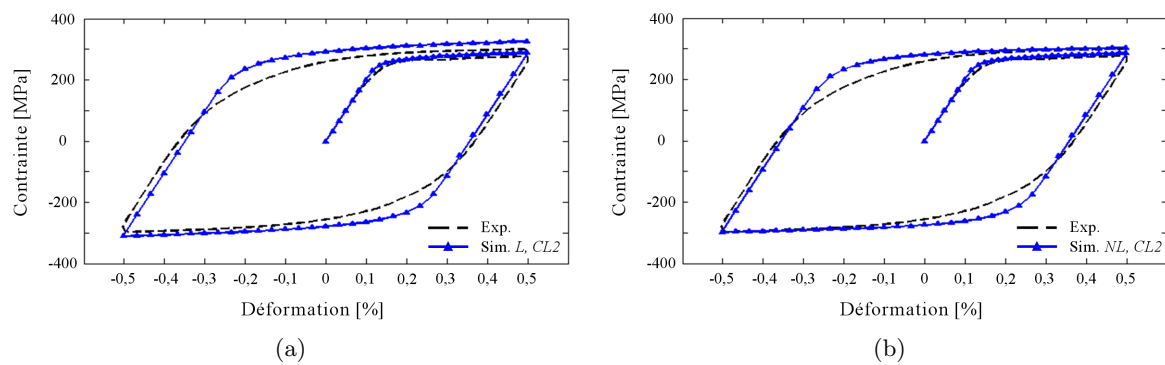 400
200
0
-200
-400
Contrainte [MPa]
Exp.
Sim. L, CL2
-0,5 -0,4 -0,3 -0,2 -0,1 0 0,1 0,2 0,3 0,4 0,5
Déformation [%]
(a)
400
200
0
-200
-400
Contrainte [MPa]
Exp.
Sim. NL, CL2
-0,5 -0,4 -0,3 -0,2 -0,1 0 0,1 0,2 0,3 0,4 0,5
Déformation [%]
(b)